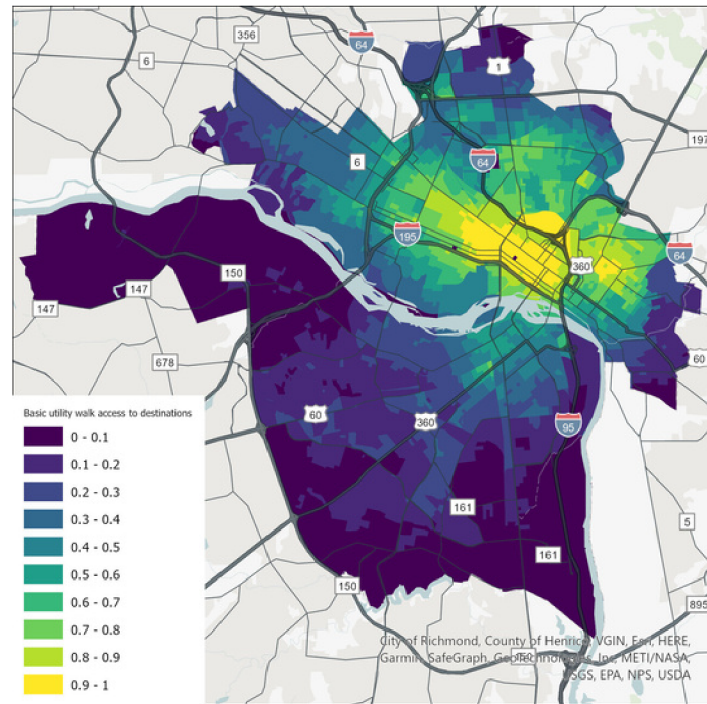 356
64
6
1
197
6
64
195
64
360
150
147
147
678
60
60
360
95
161
5
161
150
895
Basic utility walk access to destinations
0 - 0.1
0.1 - 0.2
0.2 - 0.3
0.3 - 0.4
0.4 - 0.5
0.5 - 0.6
0.6 - 0.7
0.7 - 0.8
0.8 - 0.9
0.9 - 1
City of Richmond, County of Henrico, VGIN, Esri, HERE,
Garmin, SafeGraph, GeoTechnologies, Inc, METI/NASA,
USGS, EPA, NPS, USDA